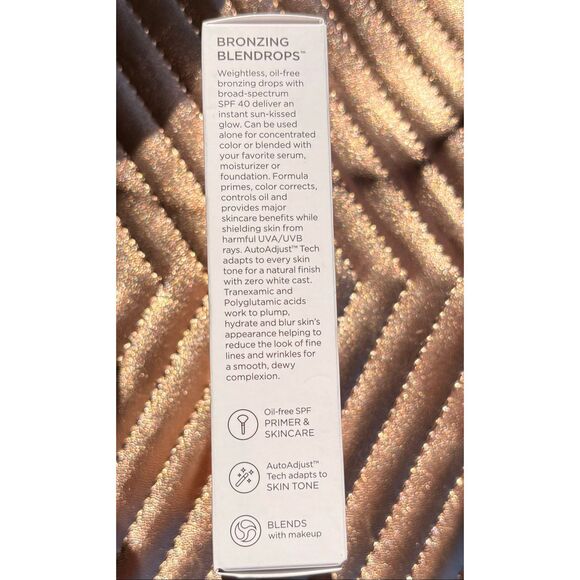 BRONZING
BLENDROPS™
Weightless, oil-free
bronzing drops with
broad-spectrum
SPF 40 deliver an
instant sun-kissed
glow. Can be used
alone for concentrated
color or blended with
your favorite serum,
moisturizer or
foundation. Formula
primes, color corrects,
controls oil and
provides major
skincare benefits while
shielding skin from
harmful UVA/UVB
rays. AutoAdjust™ Tech
adapts to every skin
tone for a natural finish
with zero white cast.
Tranexamic and
Polyglutamic acids
work to plump,
hydrate and blur skin's
appearance helping to
reduce the look of fine
lines and wrinkles for
a smooth, dewy
complexion.
Oil-free SPF
PRIMER &
SKINCARE
AutoAdjust™
Tech adapts to
SKIN TONE
BLENDS
with makeup